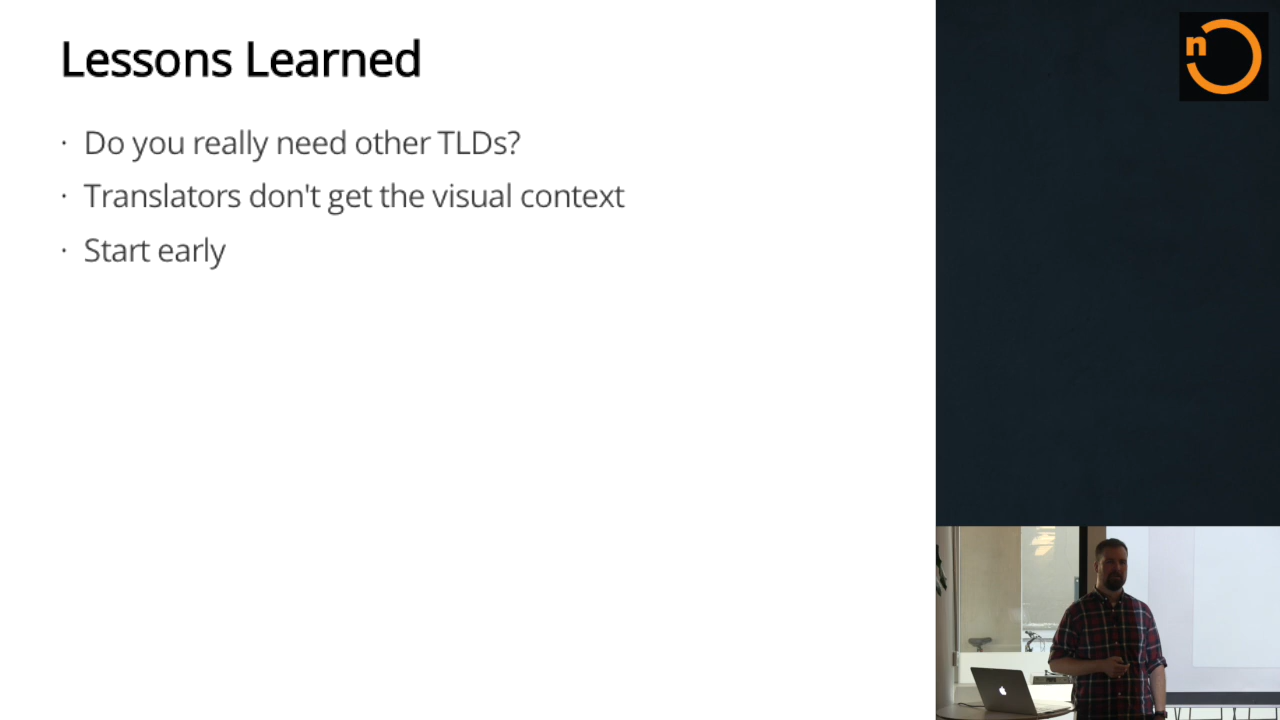 Lessons Learned
· Do you really need other TLDs?
· Translators don't get the visual context
· Start early
n